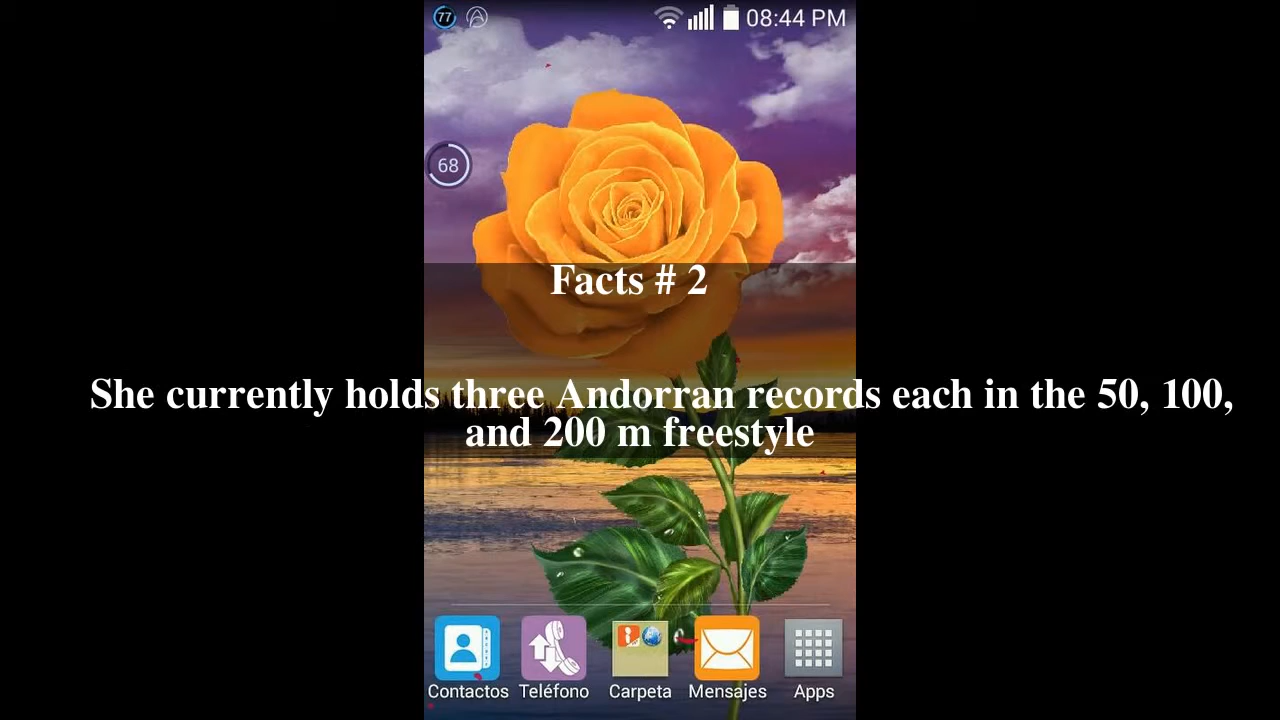 77
08:44 PM
68
Facts # 2
She currently holds three Andorran records each in the 50, 100,
and 200 m freestyle
Contactos Teléfono Carpeta Mensajes Apps